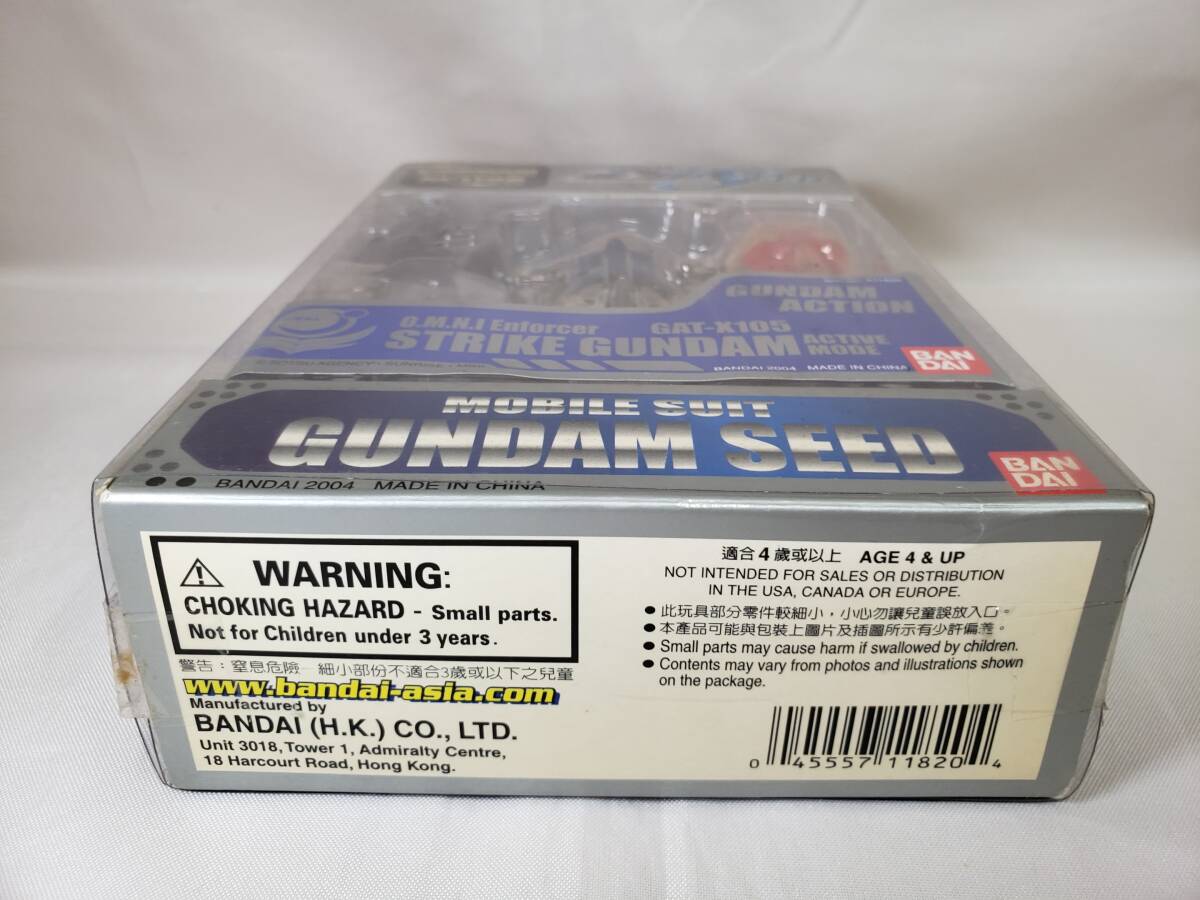 GUNDAM
ACTION
G.M.N.I Enforcer
GAT-X105
STRIKE GUNDAM
ACTIVE
MODE
BANDAI 2004 MADE IN CHINA
BAN
DAI
MOBILE SUIT
GUNDAM SEED
BANDAI 2004 MADE IN CHINA
BAN
DAI
WARNING:
CHOKING HAZARD - Small parts.
Not for Children under 3 years.
警告：窒息危險－細小部份不適合3歲或以下之兒童
www.bandai-asia.com
Manufactured by
BANDAI (H.K.) CO., LTD.
Unit 3018, Tower 1, Admiralty Centre,
18 Harcourt Road, Hong Kong.
適合4歲或以上 AGE 4 & UP
NOT INTENDED FOR SALES OR DISTRIBUTION
IN THE USA, CANADA OR EUROPE.
● 此玩具部分零件較細小，小心勿讓兒童誤放入口。
● 本產品可能與包裝上圖片及插圖所示有少許偏差。
● Small parts may cause harm if swallowed by children.
● Contents may vary from photos and illustrations shown
on the package.
0 45557 11820 4